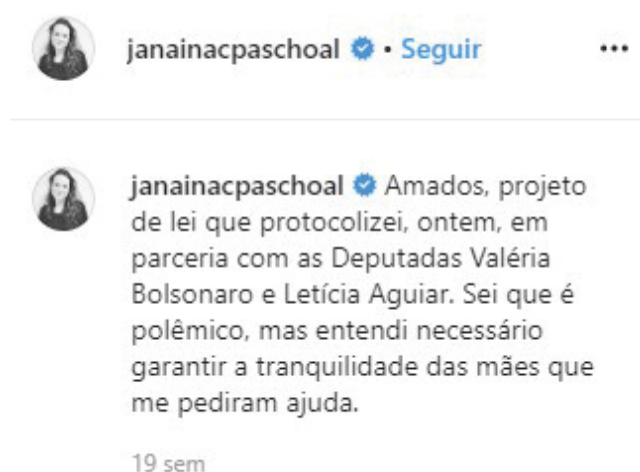 janinacpaschoal • Seguir
janainacpaschoal Amados, projeto
de lei que protocolizei, ontem, em
parceria com as Deputadas Valéria
Bolsonaro e Letícia Aguiar. Sei que é
polêmico, mas entendi necessário
garantir a tranquilidade das mães que
me pediram ajuda.
19 sem